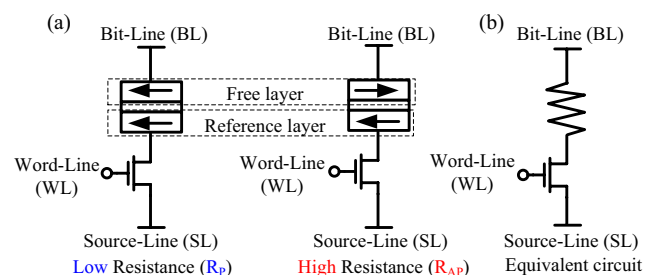 (a)
Bit-Line (BL)
Bit-Line (BL)
(b)
Bit-Line (BL)
Free layer
Reference layer
Word-Line
(WL)
Word-Line
(WL)
Word-Line
(WL)
Source-Line (SL)
Source-Line (SL)
Source-Line (SL)
Low Resistance (RP)
High Resistance (RAP)
Equivalent circuit